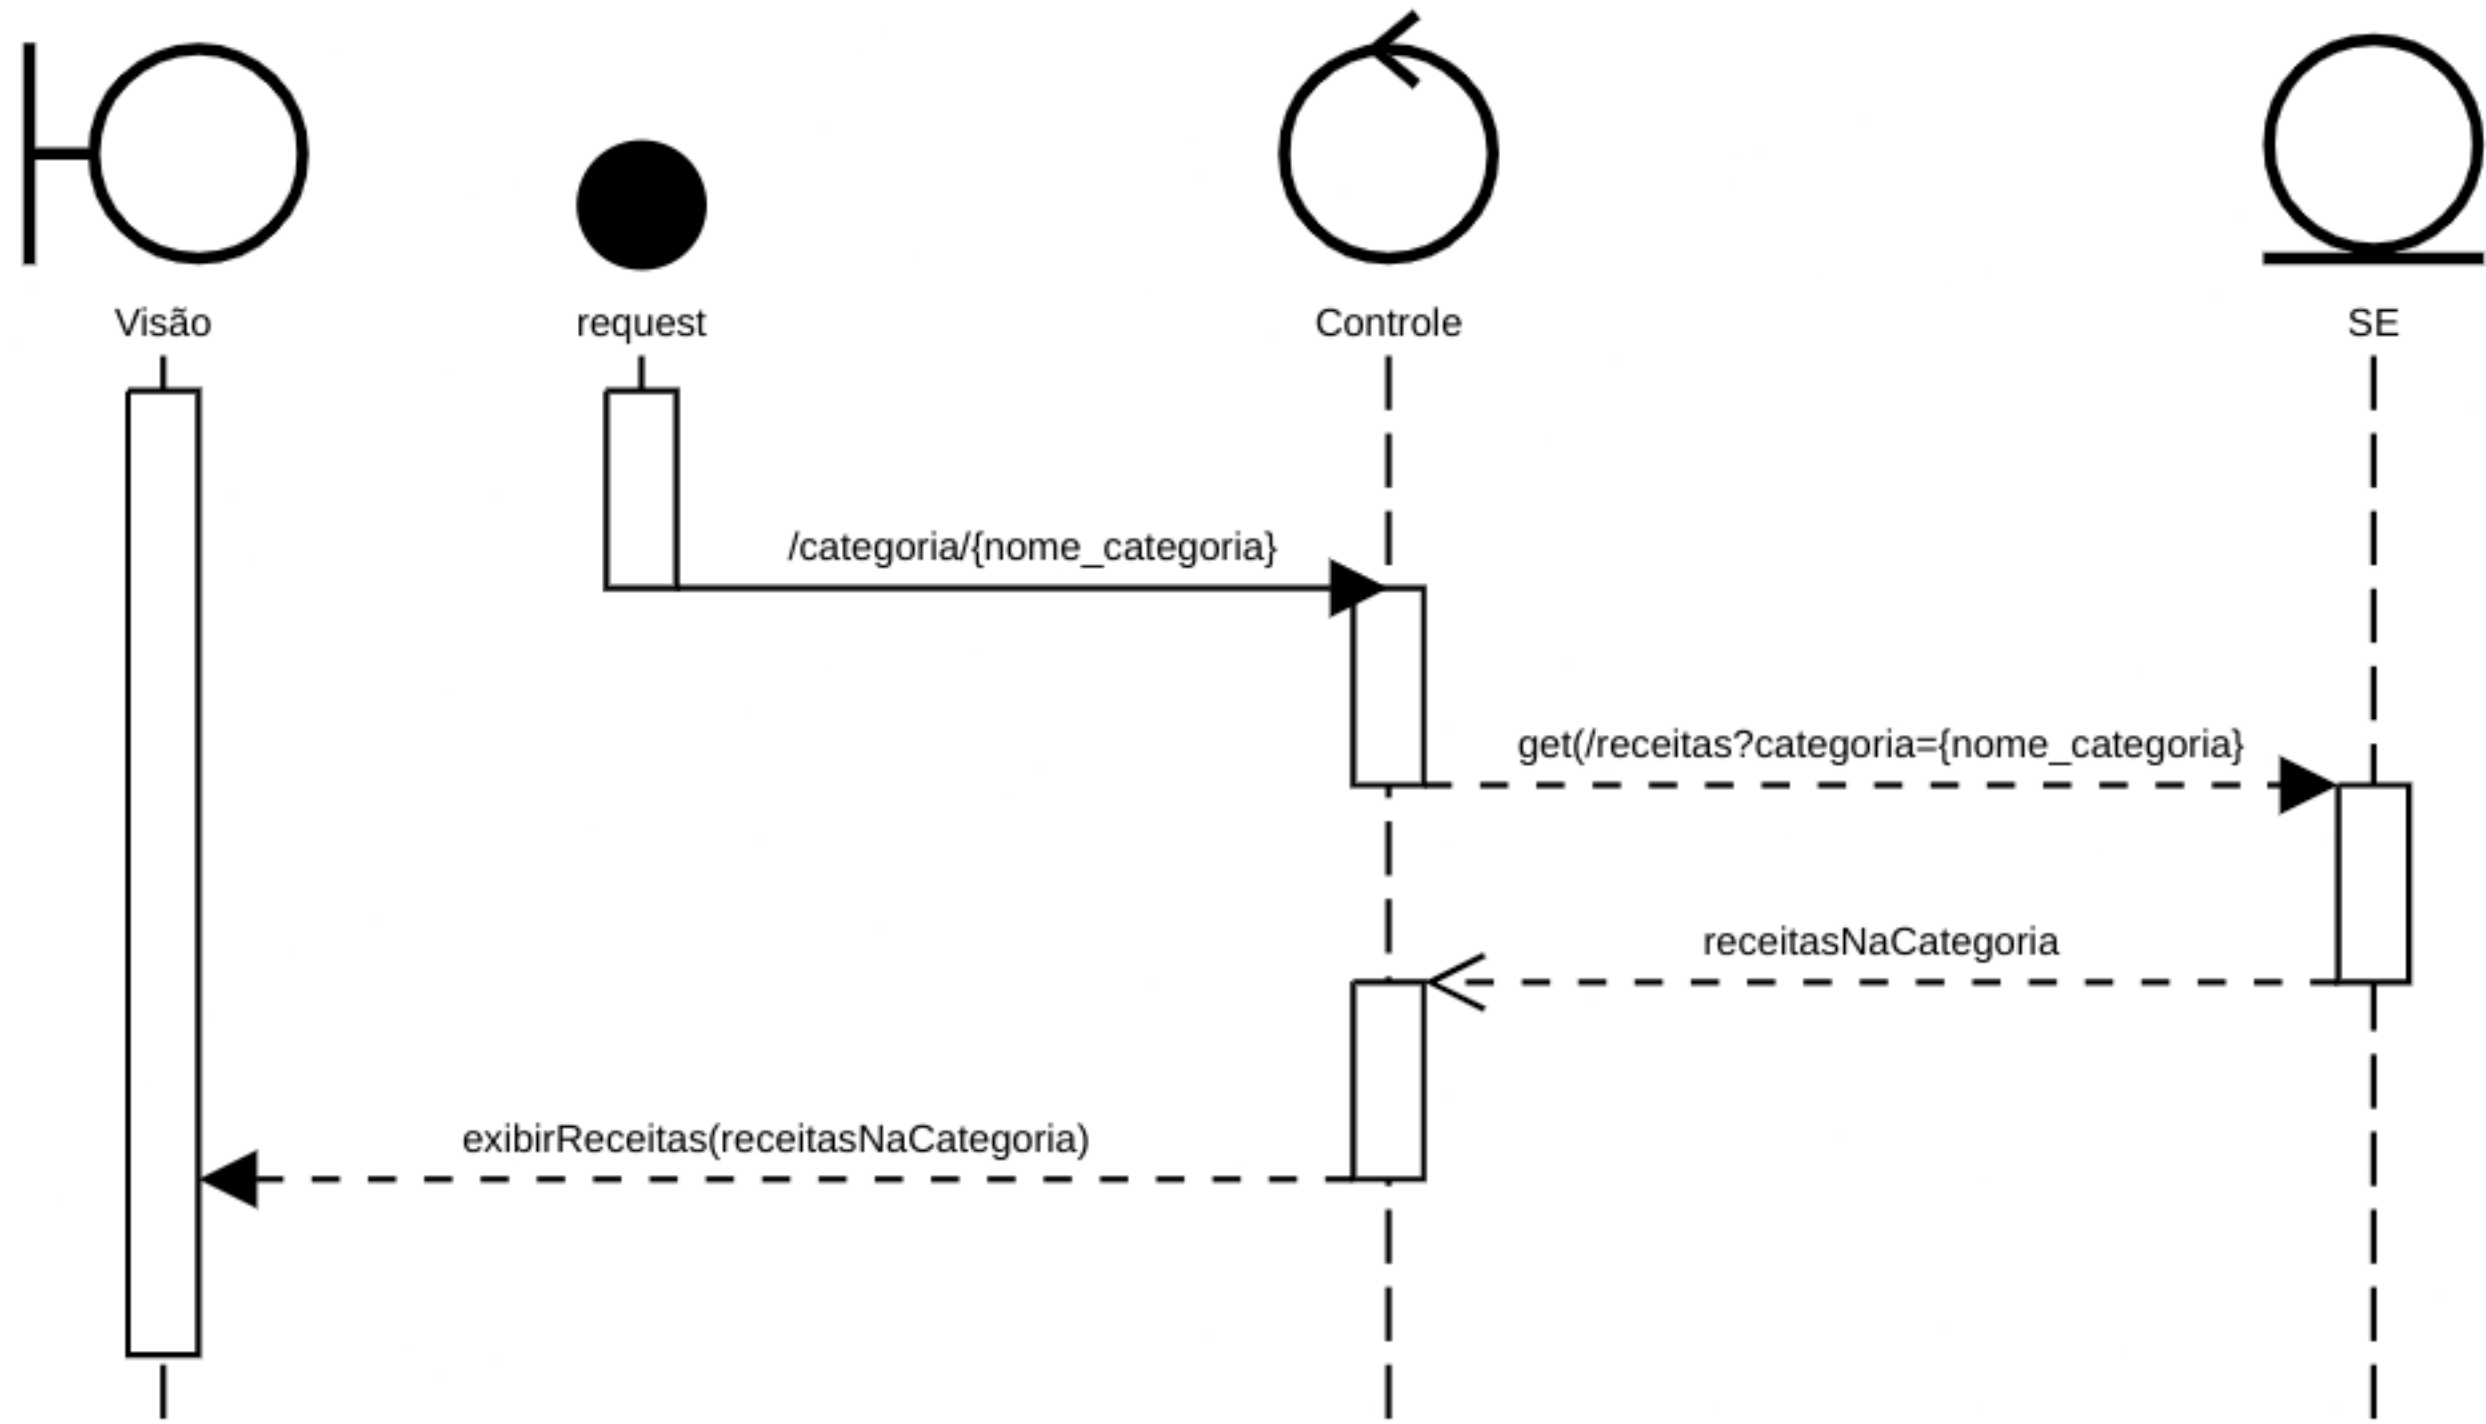 Visão
request
Controle
SE
/categoria/{nome_categoria}
get(/receitas?categoria={nome_categoria}
receitasNaCategoria
exibirReceitas(receitasNaCategoria)